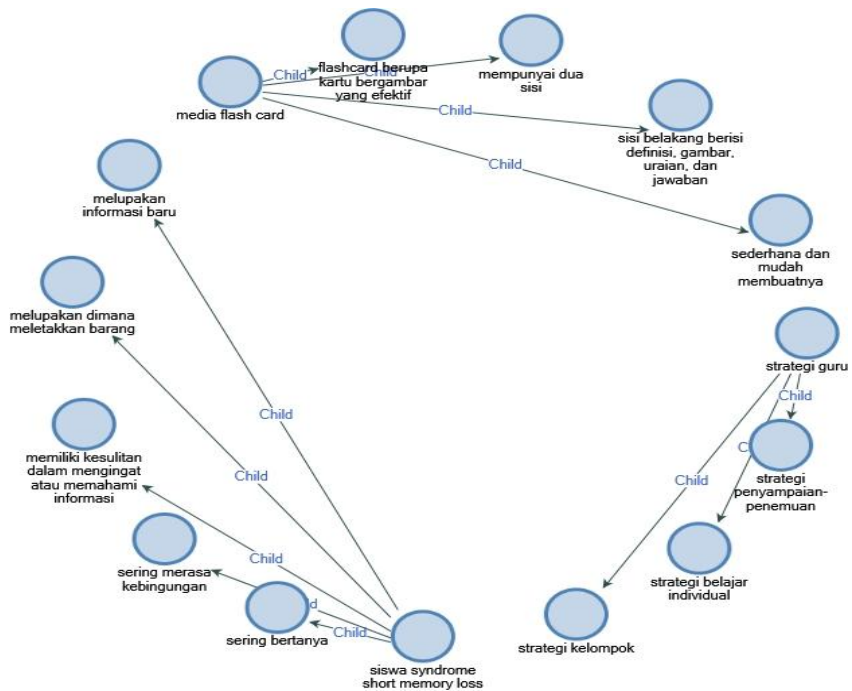 Child
flashcard berupa
kartu bergambar
yang efektif
Child
mempunyai dua
sisi
media flash card
Child
sisi belakang berisi
definisi, gambar,
uraian, dan
jawaban
Child
melupakan
informasi baru
sederhana dan
mudah
membuatnya
melupakan dimana
meletakkan barang
strategi guru
Child
Child
memiliki kesulitan
dalam mengingat
atau memahami
informasi
Child
Child
strategi
penyampaian-
penemuan
Child
sering merasa
kebingungan
strategi belajar
individual
sering bertanya
Child
strategi kelompok
siswa syndrome
short memory loss